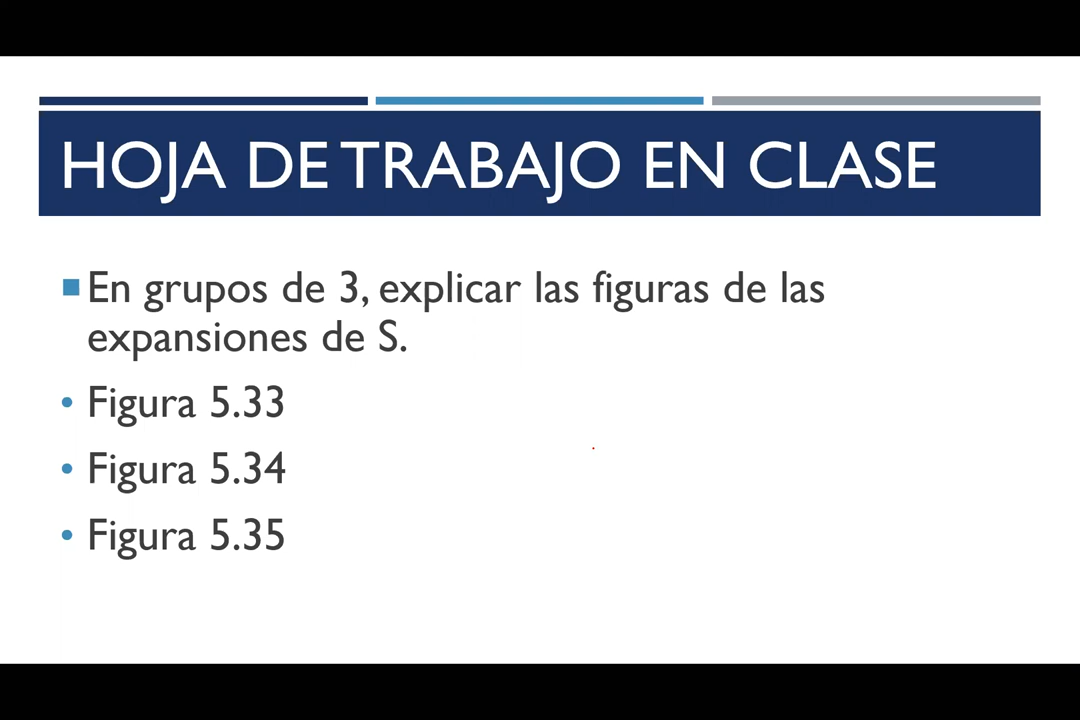 HOJA DE TRABAJO EN CLASE
En grupos de 3, explicar las figuras de las
expansiones de S.
Figura 5.33
Figura 5.34
Figura 5.35